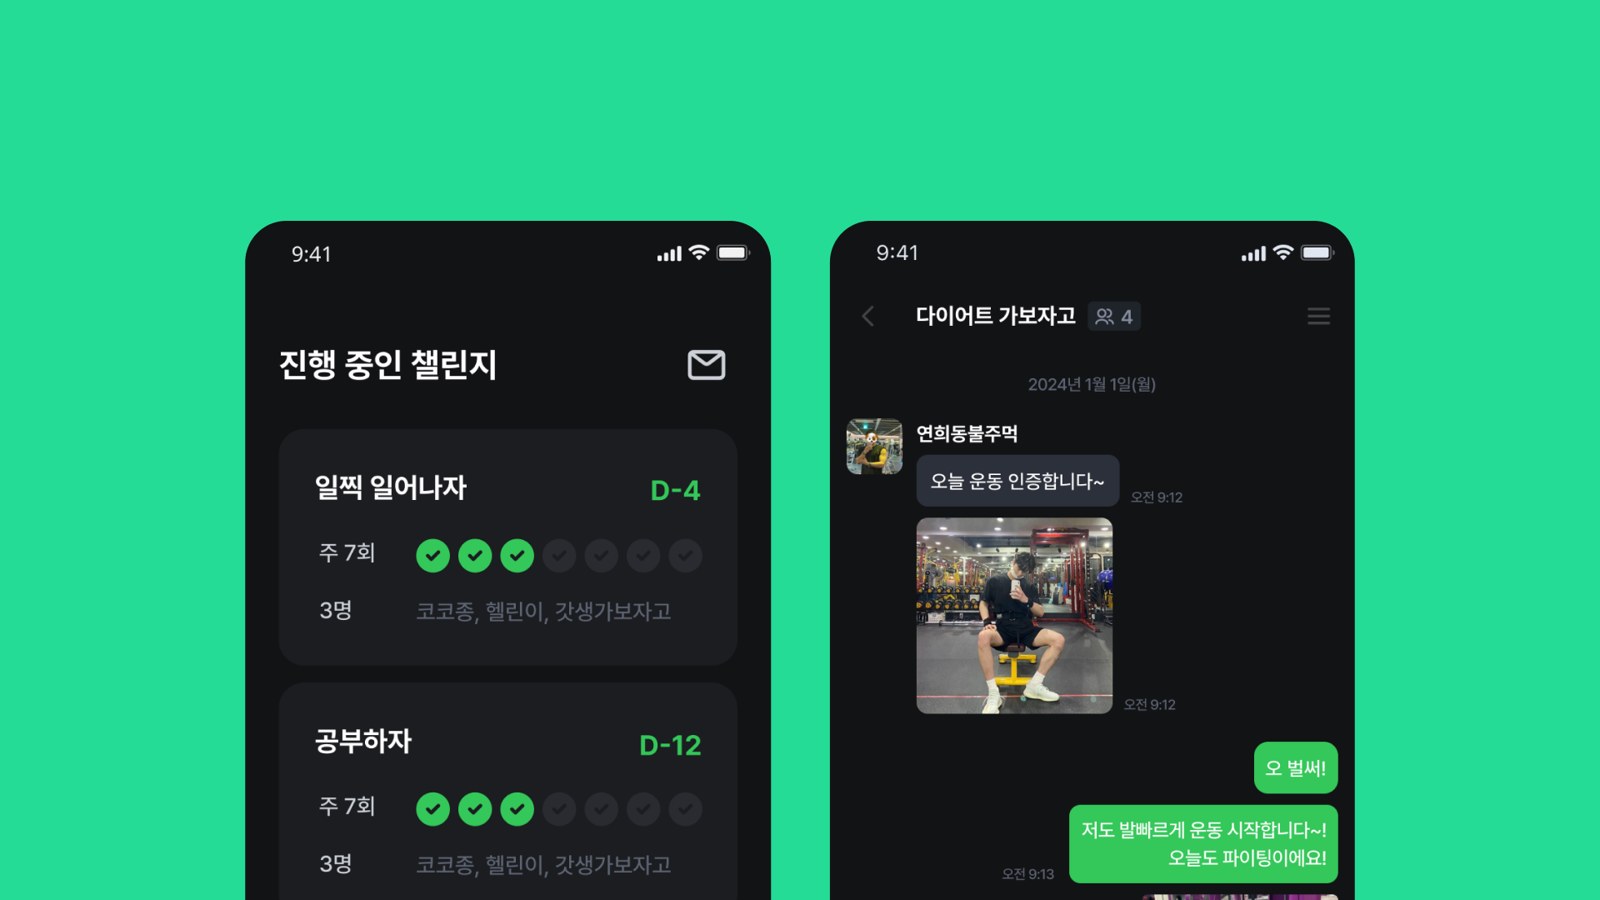 9:41
진행 중인 챌린지
일찍 일어나자
D-4
주 7회
3명
코코종, 헬린이, 갓생가보자고
공부하자
D-12
주 7회
3명
코코종, 헬린이, 갓생가보자고
9:41
다이어트 가보자고
4
2024년 1월 1일(월)
연희동불주먹
오늘 운동 인증합니다~
오전 9:12
오전 9:12
오 벌써!
저도 발빠르게 운동 시작합니다~!
오늘도 파이팅이에요!
오전 9:13